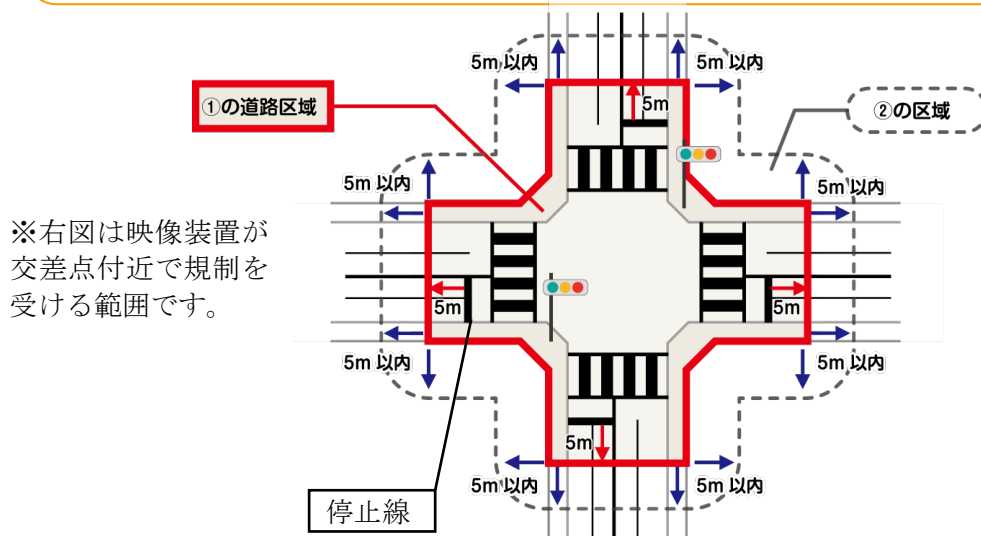 5m 以内
5m 以内
①の道路区域
5m
②の区域
5m 以内
5m 以内
※右図は映像装置が
交差点付近で規制を
受ける範囲です。
5m
5m
5m 以内
5m 以内
5m
5m 以内
5m 以内
停止線